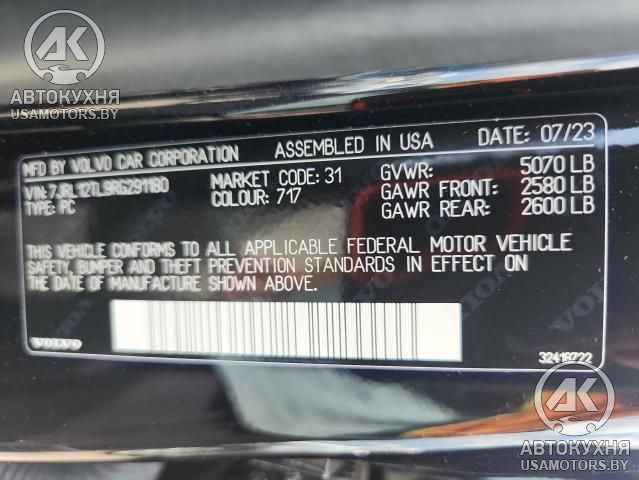 АК
АВТОКУХНЯ
USAMOTORS.BY
MFD BY VOLVO CAR CORPORATION ASSEMBLED IN USA DATE: 07/23
VIN: 7JRL12TL9RG291180 MARKET CODE: 31 GVWR: 5070 LB
TYPE: PC COLOUR: 717 GAWR FRONT: 2580 LB
GAWR REAR: 2600 LB
THIS VEHICLE CONFORMS TO ALL APPLICABLE FEDERAL MOTOR VEHICLE
SAFETY, BUMPER AND THEFT PREVENTION STANDARDS IN EFFECT ON
THE DATE OF MANUFACTURE SHOWN ABOVE.
VOLVO
32418722
АК
АВТОКУХНЯ
USAMOTORS.BY